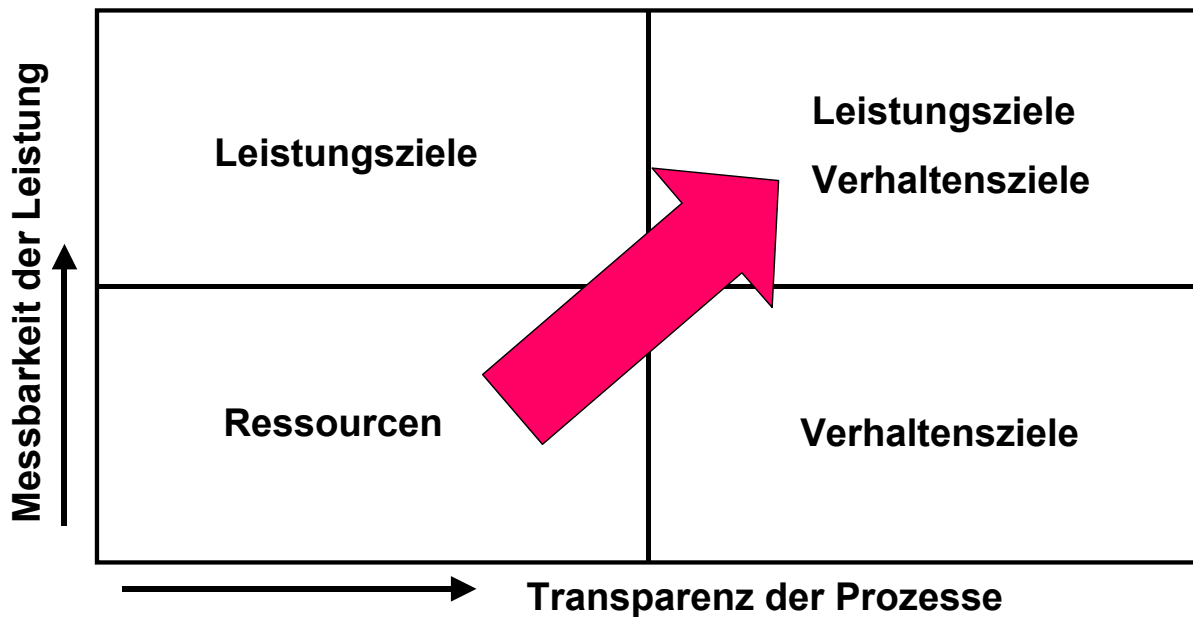 Messbarkeit der Leistung
Leistungsziele
Leistungsziele
Verhaltensziele
Ressourcen
Verhaltensziele
Transparenz der Prozesse